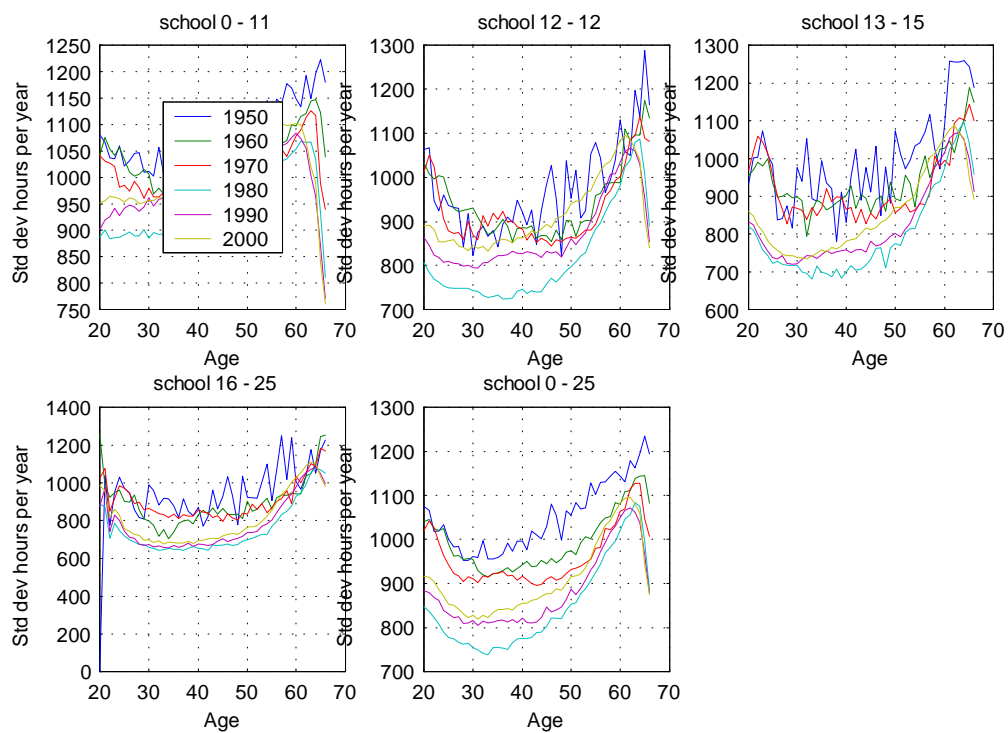 school 0 - 11
1250
1200
1150
1100
1050
1000
950
900
850
800
750
Std dev hours per year
20 30 40 50 60 70
Age
1950
1960
1970
1980
1990
2000
school 12 - 12
1300
1200
1100
1000
900
800
700
Std dev hours per year
20 30 40 50 60 70
Age
school 13 - 15
1300
1200
1100
1000
900
800
700
600
Std dev hours per year
20 30 40 50 60 70
Age
school 16 - 25
1400
1200
1000
800
600
400
200
0
Std dev hours per year
20 30 40 50 60 70
Age
school 0 - 25
1300
1200
1100
1000
900
800
700
Std dev hours per year
20 30 40 50 60 70
Age